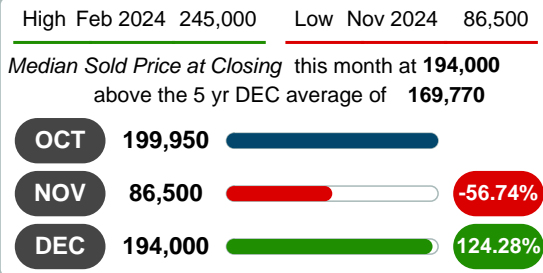 High Feb 2024 245,000 Low Nov 2024 86,500
Median Sold Price at Closing this month at 194,000
above the 5 yr DEC average of 169,770
OCT 199,950
NOV 86,500 -56.74%
DEC 194,000 124.28%